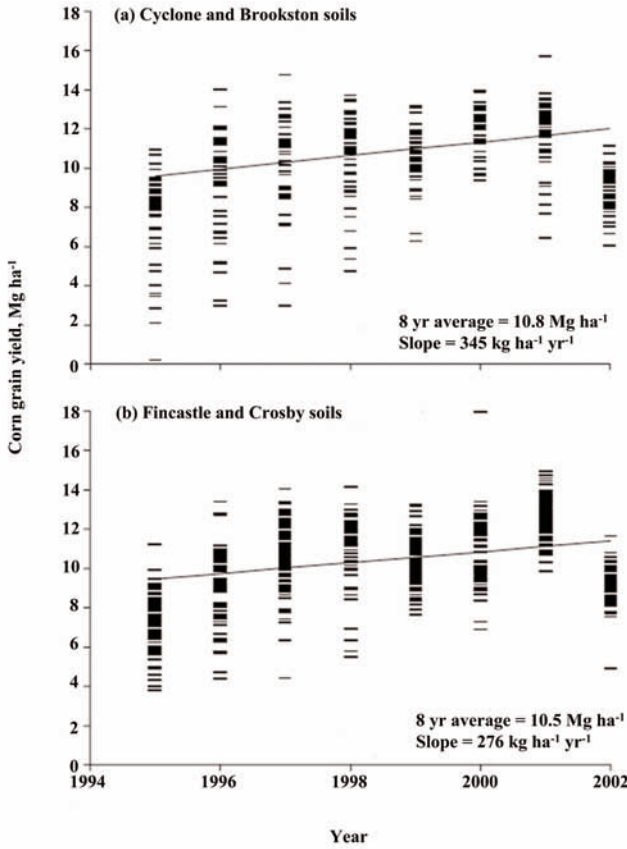 (a) Cyclone and Brookston soils
18
16
14
12
10
8
6
4
2
0
8 yr average = 10.8 Mg ha⁻¹
Slope = 345 kg ha⁻¹ yr⁻¹
Corn grain yield, Mg ha⁻¹
(b) Fincastle and Crosby soils
18
16
14
12
10
8
6
4
2
0
8 yr average = 10.5 Mg ha⁻¹
Slope = 276 kg ha⁻¹ yr⁻¹
1994 1996 1998 2000 2002
Year